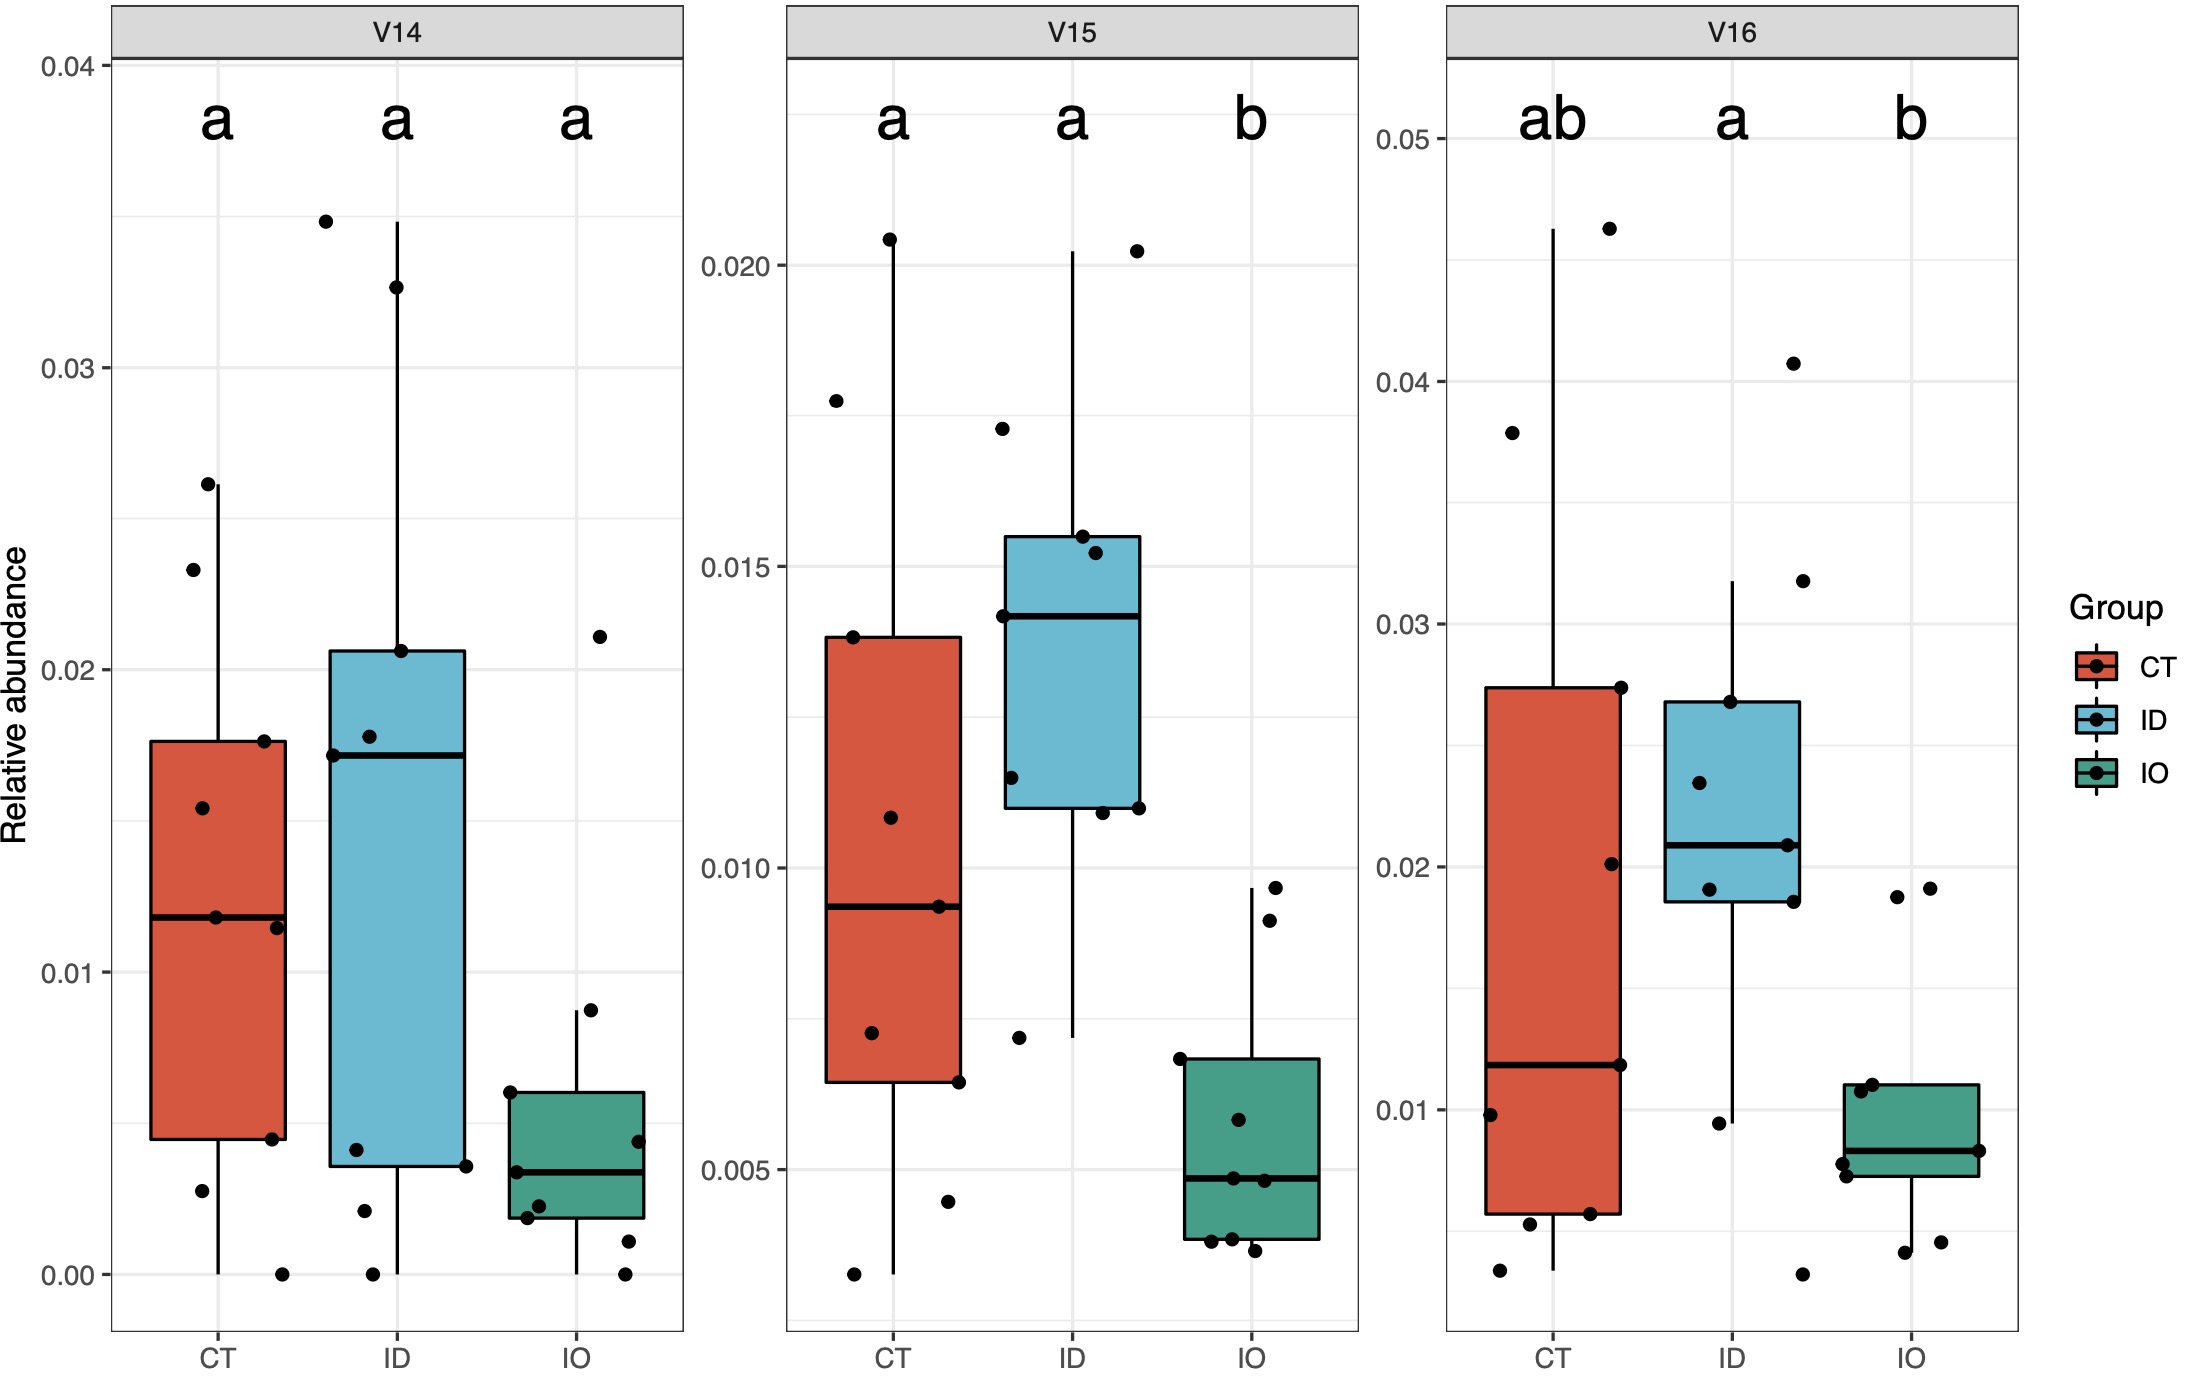 V14
V15
V16
Relative abundance
0.04
0.03
0.02
0.01
0.00
a a a
CT ID IO
0.020
0.015
0.010
0.005
a a b
CT ID IO
0.05
0.04
0.03
0.02
0.01
ab a b
CT ID IO
Group
CT
ID
IO